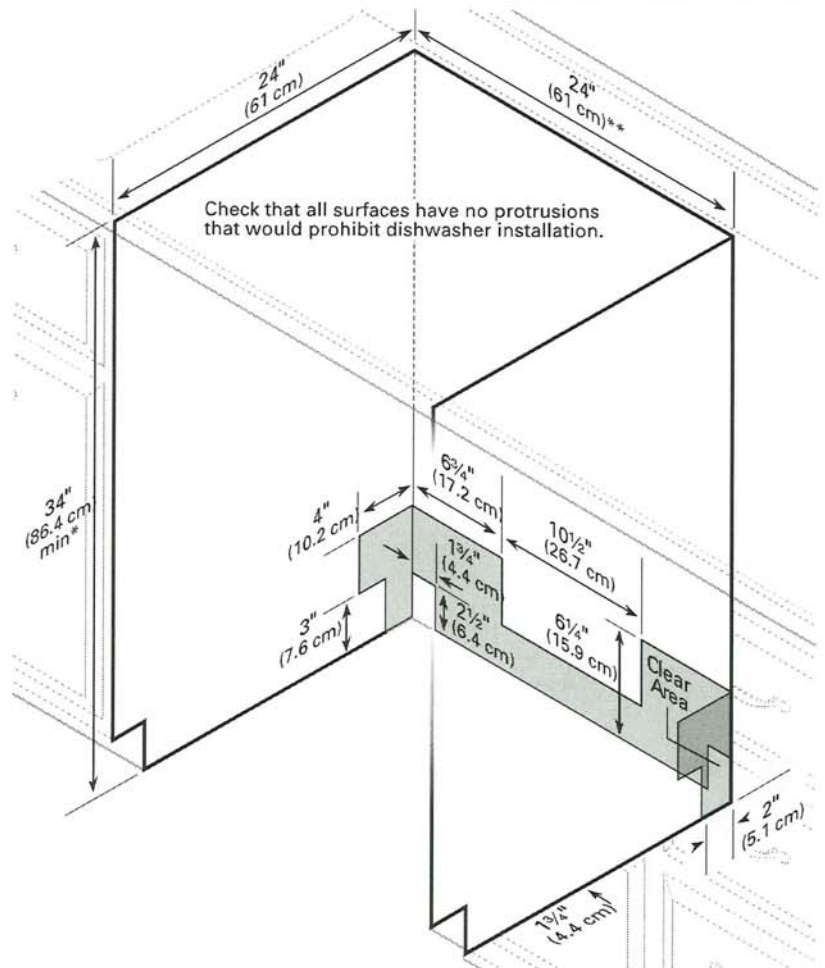 24"
(61 cm)
24"
(61 cm)**
Check that all surfaces have no protrusions
that would prohibit dishwasher installation.
34"
(86.4 cm)
min*
4"
(10.2 cm)
6¾"
(17.2 cm)
10½"
(26.7 cm)
1¾"
(4.4 cm)
3"
(7.6 cm)
2½"
(6.4 cm)
6¼"
(15.9 cm)
Clear
Area
2"
(5.1 cm)
1¾"
(4.4 cm)